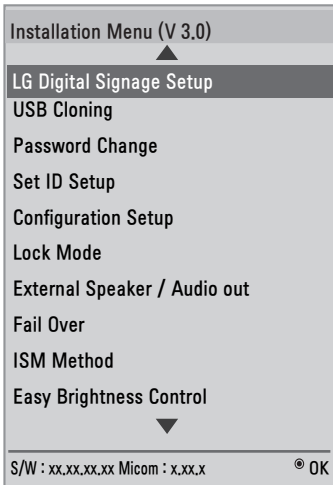 Installation Menu (V 3.0)
LG Digital Signage Setup
USB Cloning
Password Change
Set ID Setup
Configuration Setup
Lock Mode
External Speaker / Audio out
Fail Over
ISM Method
Easy Brightness Control
S/W : xx.xx.xx.xx Micom : x.xx.x OK